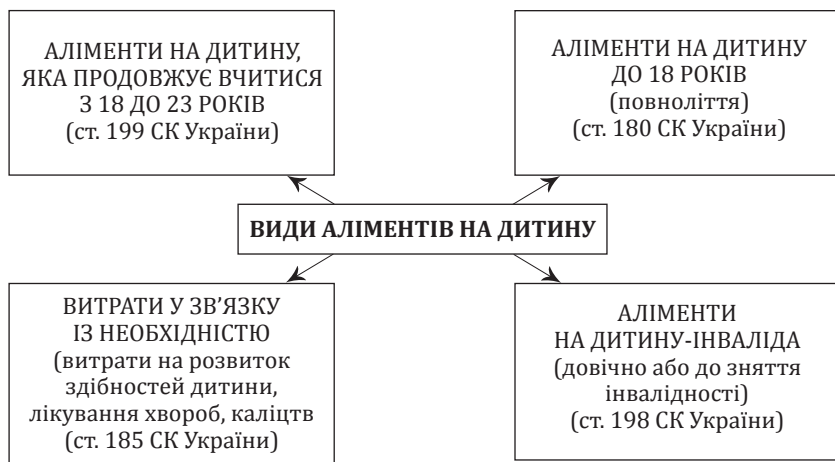 АЛІМЕНТИ НА ДИТИНУ,
ЯКА ПРОДОВЖУЄ ВЧИТИСЯ
З 18 ДО 23 РОКІВ
(ст. 199 СК України)
АЛІМЕНТИ НА ДИТИНУ
ДО 18 РОКІВ
(повноліття)
(ст. 180 СК України)
ВИДИ АЛІМЕНТІВ НА ДИТИНУ
ВИТРАТИ У ЗВ’ЯЗКУ
ІЗ НЕОБХІДНІСТЮ
(витрати на розвиток
здібностей дитини,
лікування хвороб, каліцтв
(ст. 185 СК України)
АЛІМЕНТИ
НА ДИТИНУ-ІНВАЛІДА
(довічно або до зняття
інвалідності)
(ст. 198 СК України)